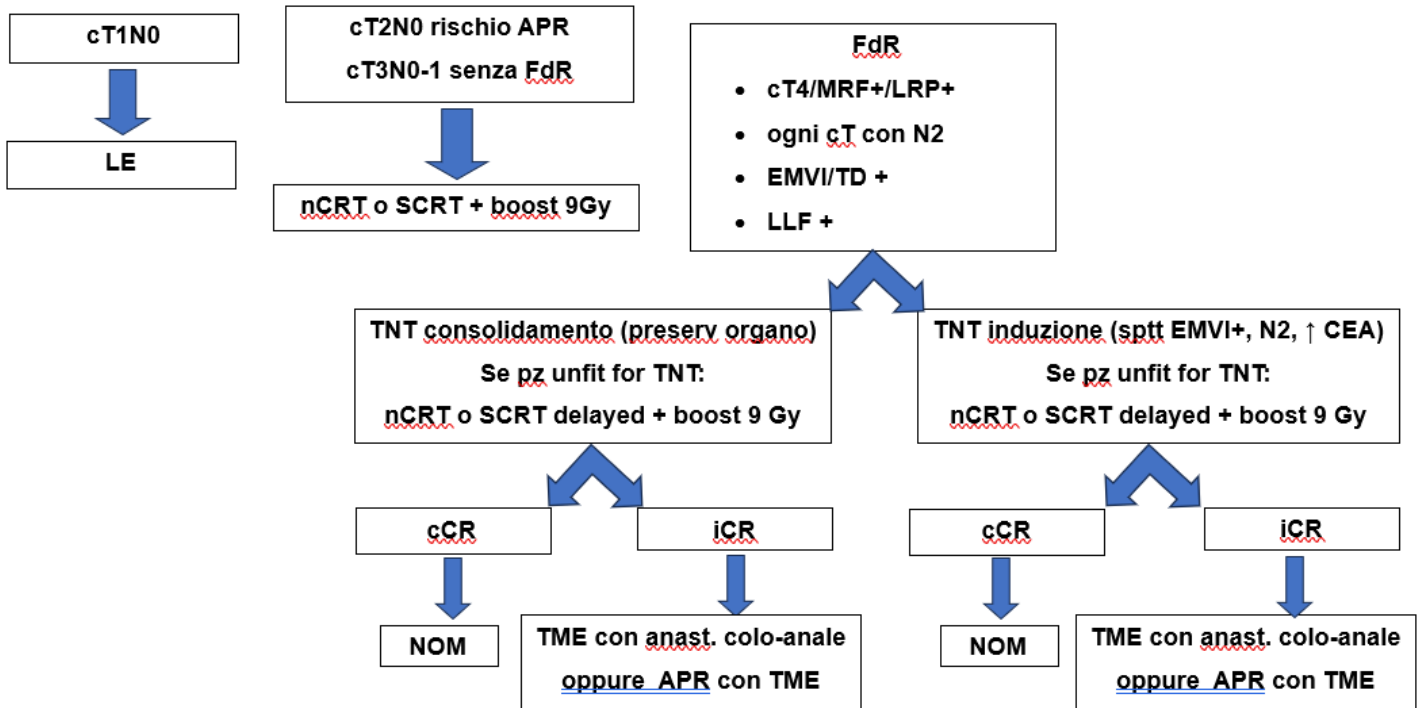 cT1N0
LE
cT2N0 rischio APR
cT3N0-1 senza FdR
nCRT o SCRT + boost 9Gy
FdR
• cT4/MRF+/LRP+
• ogni cT con N2
• EMVI/TD +
• LLF +
TNT consolidamento (preserv organo)
Se pz unfit for TNT:
nCRT o SCRT delayed + boost 9 Gy
TNT induzione (sptt EMVI+, N2, ↑ CEA)
Se pz unfit for TNT:
nCRT o SCRT delayed + boost 9 Gy
cCR
iCR
cCR
iCR
NOM
TME con anast. colo-anale
oppure APR con TME
NOM
TME con anast. colo-anale
oppure APR con TME